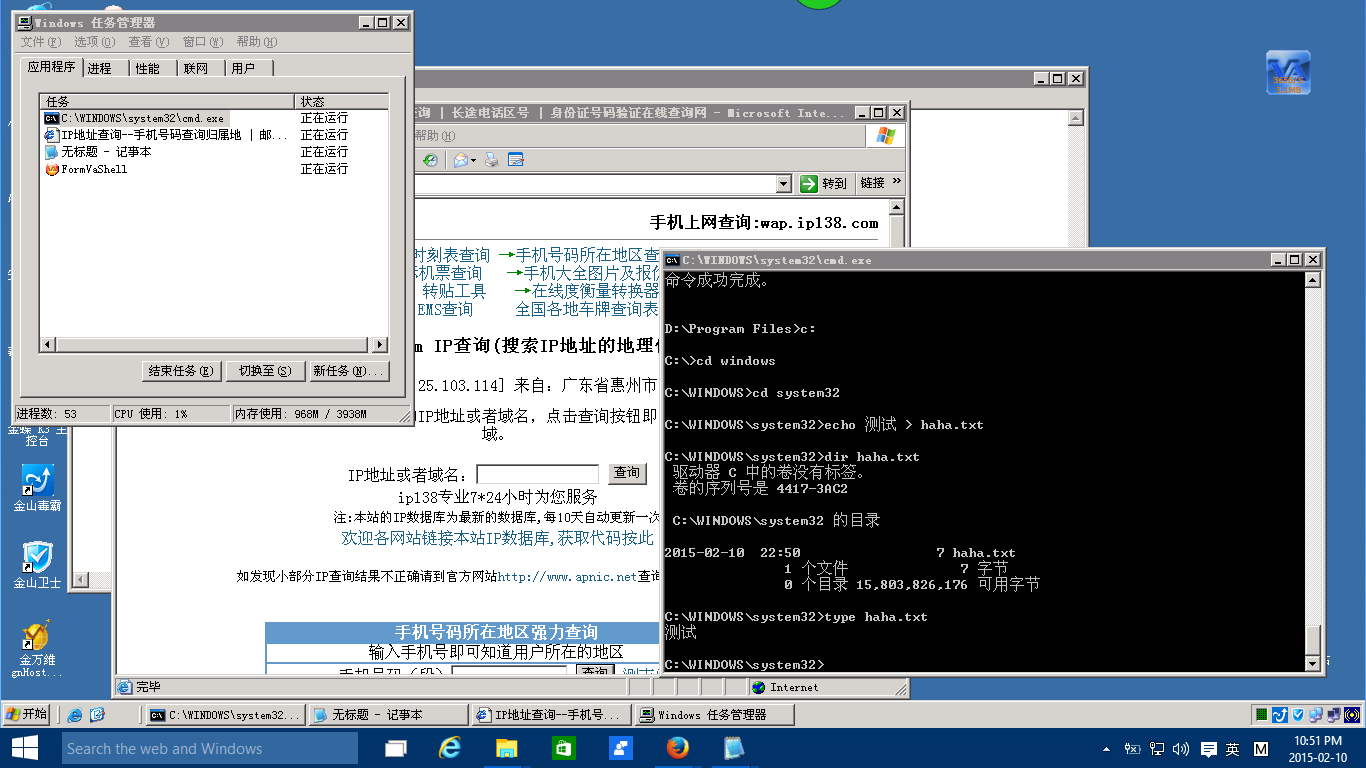 Windows 任务管理器
文件(F) 选项(O) 查看(V) 窗口(W) 帮助(H)
应用程序 进程 性能 联网 用户
任务 状态
C:\WINDOWS\system32\cmd.exe 正在运行
IP地址查询--手机号码查询归属地 | 邮... 正在运行
无标题 - 记事本 正在运行
FormVaShell 正在运行
结束任务(E) 切换至(S) 新任务(N)...
进程数: 53 CPU 使用: 1% 内存使用: 968M / 3938M
查询 | 长途电话区号 | 身份证号码验证在线查询网 - Microsoft Inte...
帮助(H)
转到 链接 »
手机上网查询:wap.ip138.com
时刻表查询 →手机号码所在地区查
机票查询 →手机大全图片及报价
转贴工具 →在线度衡量转换器
EMS查询 全国各地车牌查询表
IP查询(搜索IP地址的地理
25.103.114] 来自: 广东省惠州市
IP地址或者域名，点击查询按钮即
域。
IP地址或者域名: 查询
ip138专业7*24小时为您服务
注:本站的IP数据库为最新的数据库,每10天自动更新一次
欢迎各网站链接本站IP数据库,获取代码按此
如发现小部分IP查询结果不正确请到官方网站http://www.apnic.net查询
手机号码所在地区强力查询
输入手机号即可知道用户所在的地区
手机号码（段） 查询
完毕 Internet
C:\WINDOWS\system32\cmd.exe
命令成功完成。
D:\Program Files>c:
C:\>cd windows
C:\WINDOWS>cd system32
C:\WINDOWS\system32>echo 测试 > haha.txt
C:\WINDOWS\system32>dir haha.txt
驱动器 C 中的卷没有标签。
卷的序列号是 4417-3AC2
C:\WINDOWS\system32 的目录
2015-02-10 22:50 7 haha.txt
1 个文件 7 字节
0 个目录 15,803,826,176 可用字节
C:\WINDOWS\system32>type haha.txt
测试
C:\WINDOWS\system32>
金蝶 K3 主
控台
金山毒霸
金山卫士
金万维
gnHost...
开始 C:\WINDOWS\system32... 无标题 - 记事本 IP地址查询--手机号... Windows 任务管理器
Search the web and Windows
英 M
10:51 PM
2015-02-10